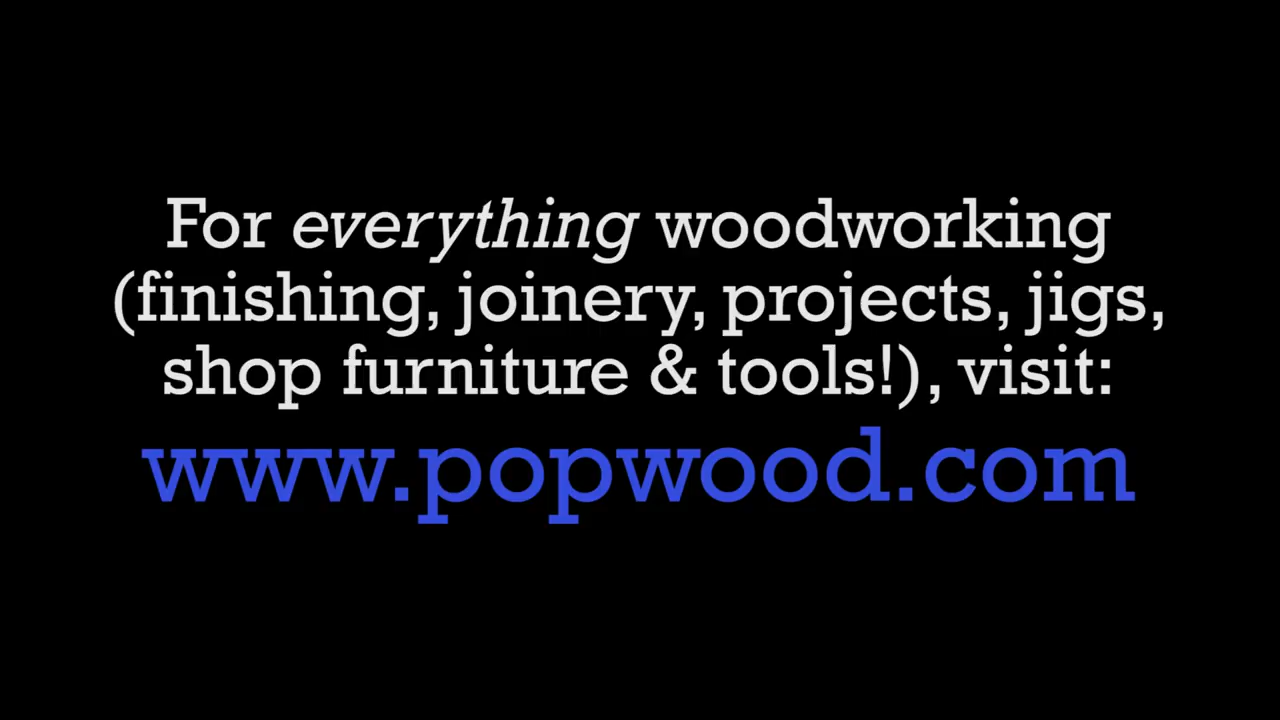 For everything woodworking
(finishing, joinery, projects, jigs,
shop furniture & tools!), visit:
www.popwood.com